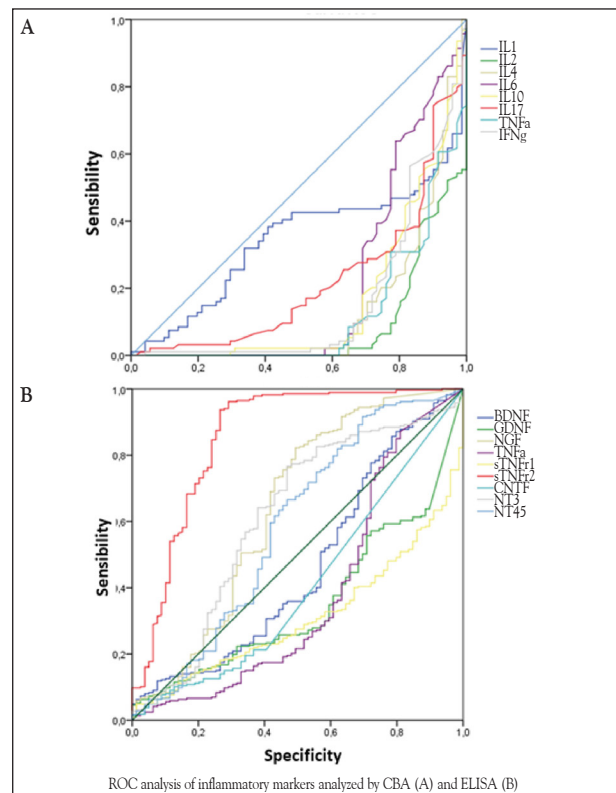 A
1,0
0,8
0,6
0,4
0,2
0,0
Sensibility
0,0 0,2 0,4 0,6 0,8 1,0
IL1
IL2
IL4
IL6
IL10
IL17
TNFa
IFNg
B
1,0
0,8
0,6
0,4
0,2
0,0
Sensibility
0,0 0,2 0,4 0,6 0,8 1,0
Specificity
BDNF
GDNF
NGF
TNFa
sTNFr1
sTNFr2
CNTF
NT3
NT45
ROC analysis of inflammatory markers analyzed by CBA (A) and ELISA (B)